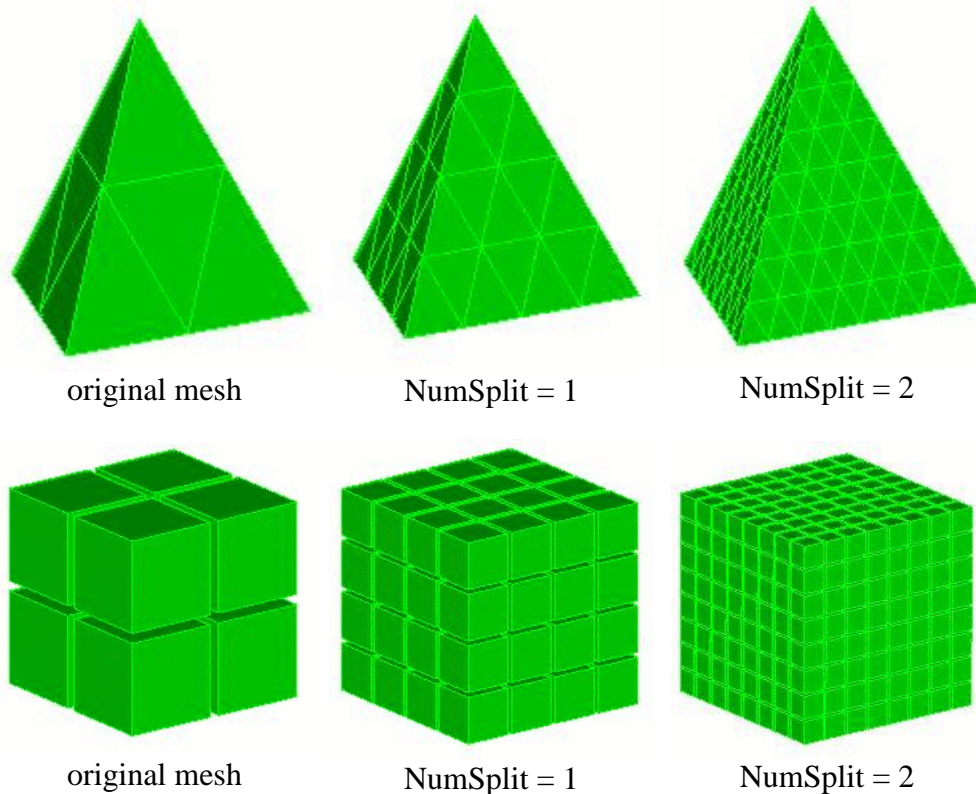 original mesh
NumSplit = 1
NumSplit = 2
original mesh
NumSplit = 1
NumSplit = 2